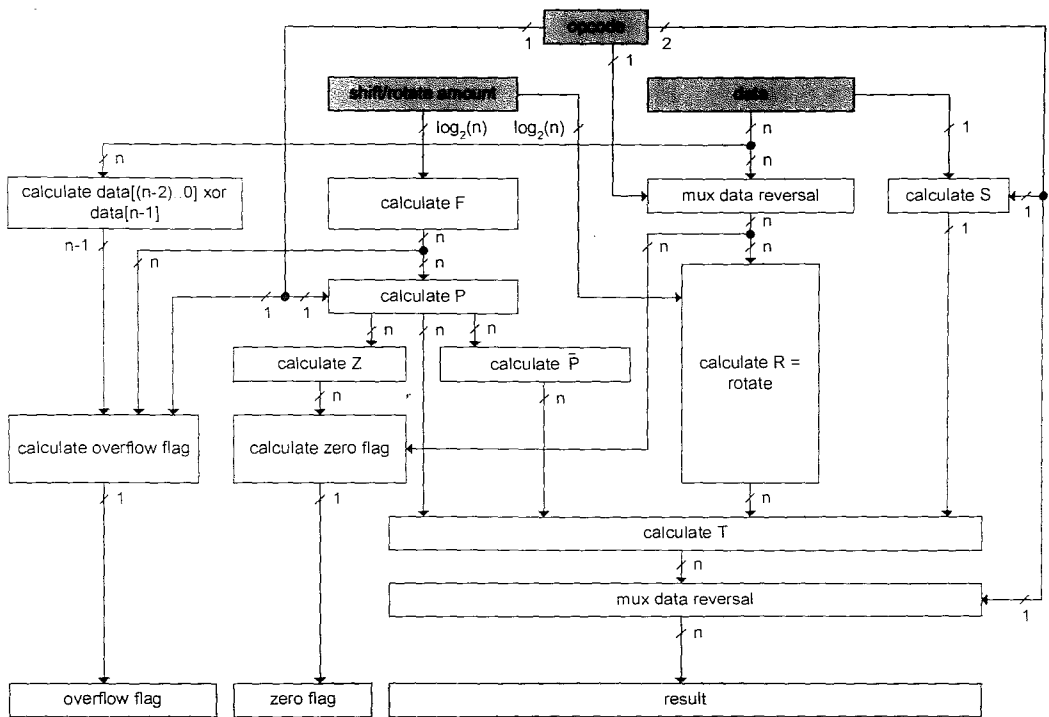 opcode
1
1
2
shift/rotate amount
data
log2(n)
log2(n)
n
1
n
n
calculate data[(n-2)..0] xor
data[n-1]
calculate F
mux data reversal
calculate S
1
n-1
n
n
n
n
n
n
1
1
1
calculate P
n
n
n
calculate Z
calculate P̄
calculate R =
rotate
n
n
calculate overflow flag
calculate zero flag
1
1
n
calculate T
n
mux data reversal
1
n
overflow flag
zero flag
result